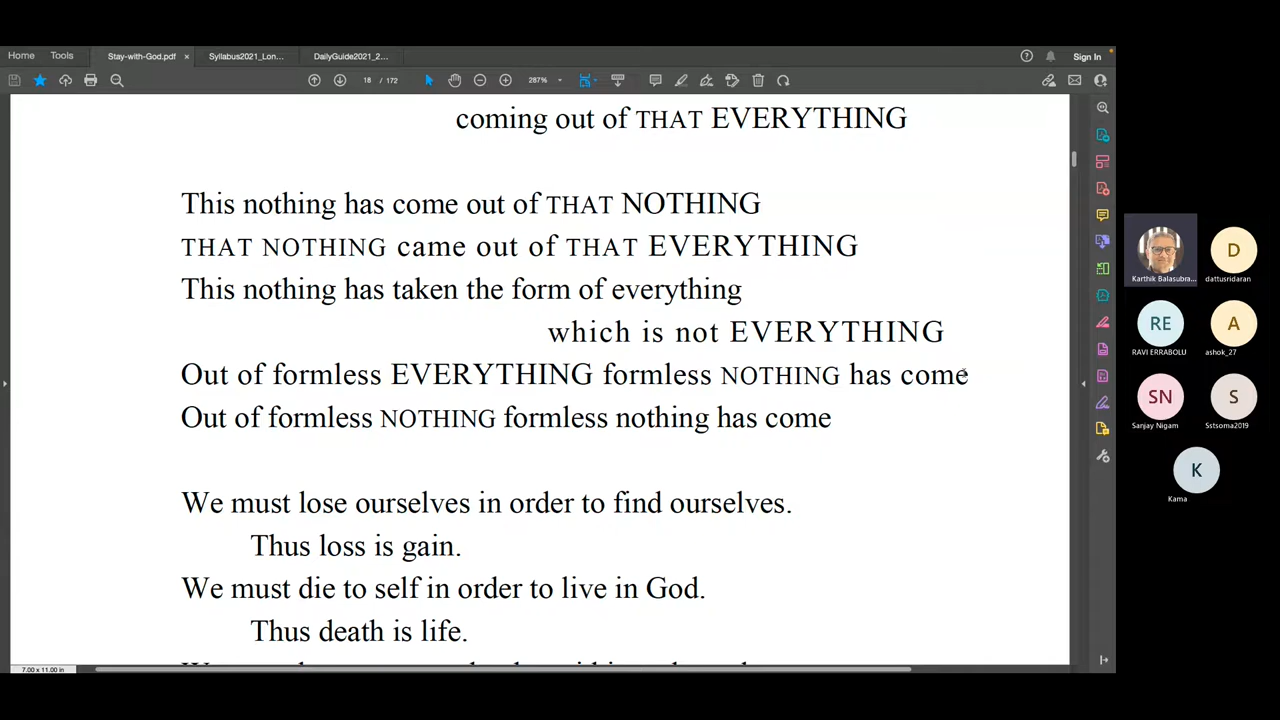 Home Tools Stay-with-God.pdf × Syllabus2021_Lon... DailyGuide2021_2... Sign In
18 / 172 287%
coming out of THAT EVERYTHING
This nothing has come out of THAT NOTHING
THAT NOTHING came out of THAT EVERYTHING
This nothing has taken the form of everything
which is not EVERYTHING
Out of formless EVERYTHING formless NOTHING has come
Out of formless NOTHING formless nothing has come
We must lose ourselves in order to find ourselves.
Thus loss is gain.
We must die to self in order to live in God.
Thus death is life.
7.00 x 11.00 in
D
Karthik Balasubra... dattusridaran
RE A
RAVI ERRABOLU ashok_27
SN S
Sanjay Nigam Sstsoma2019
K
Kama